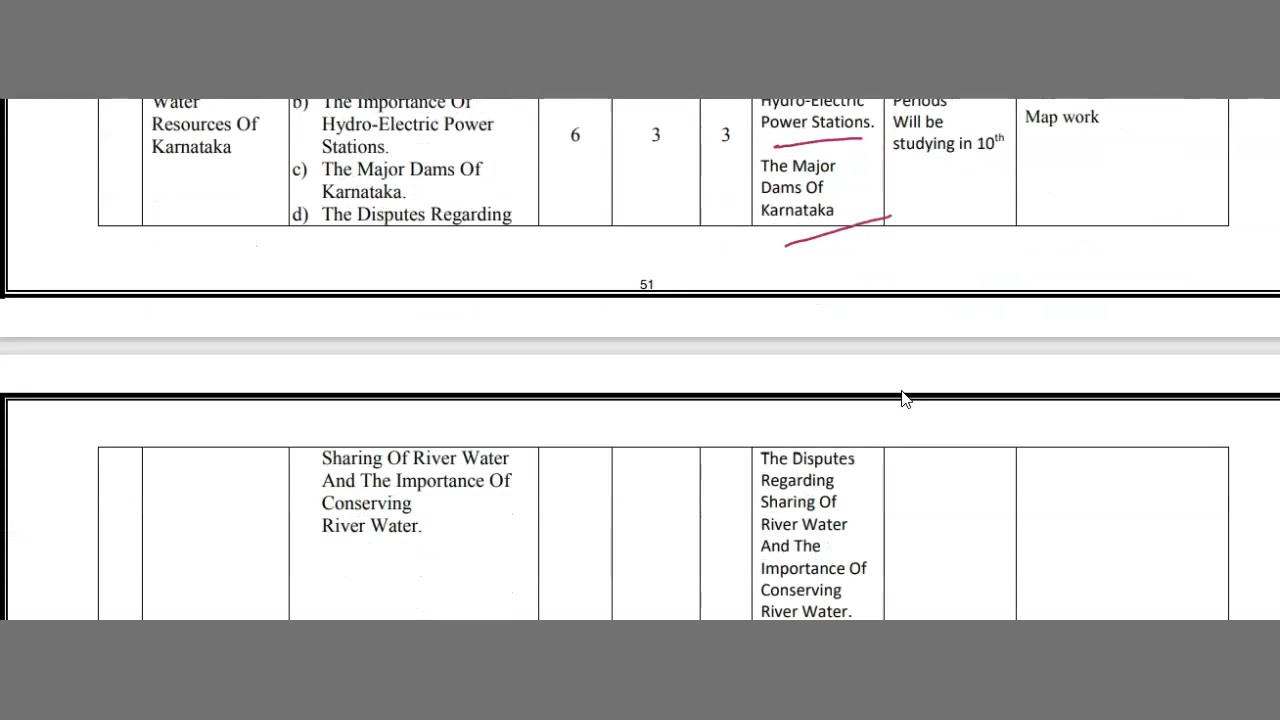 Water
Resources Of
Karnataka
b) The Importance Of
Hydro-Electric Power
Stations.
c) The Major Dams Of
Karnataka.
d) The Disputes Regarding
6
3
3
Hydro-Electric
Power Stations.
The Major
Dams Of
Karnataka
Periods
Will be
studying in 10th
Map work
51
Sharing Of River Water
And The Importance Of
Conserving
River Water.
The Disputes
Regarding
Sharing Of
River Water
And The
Importance Of
Conserving
River Water.